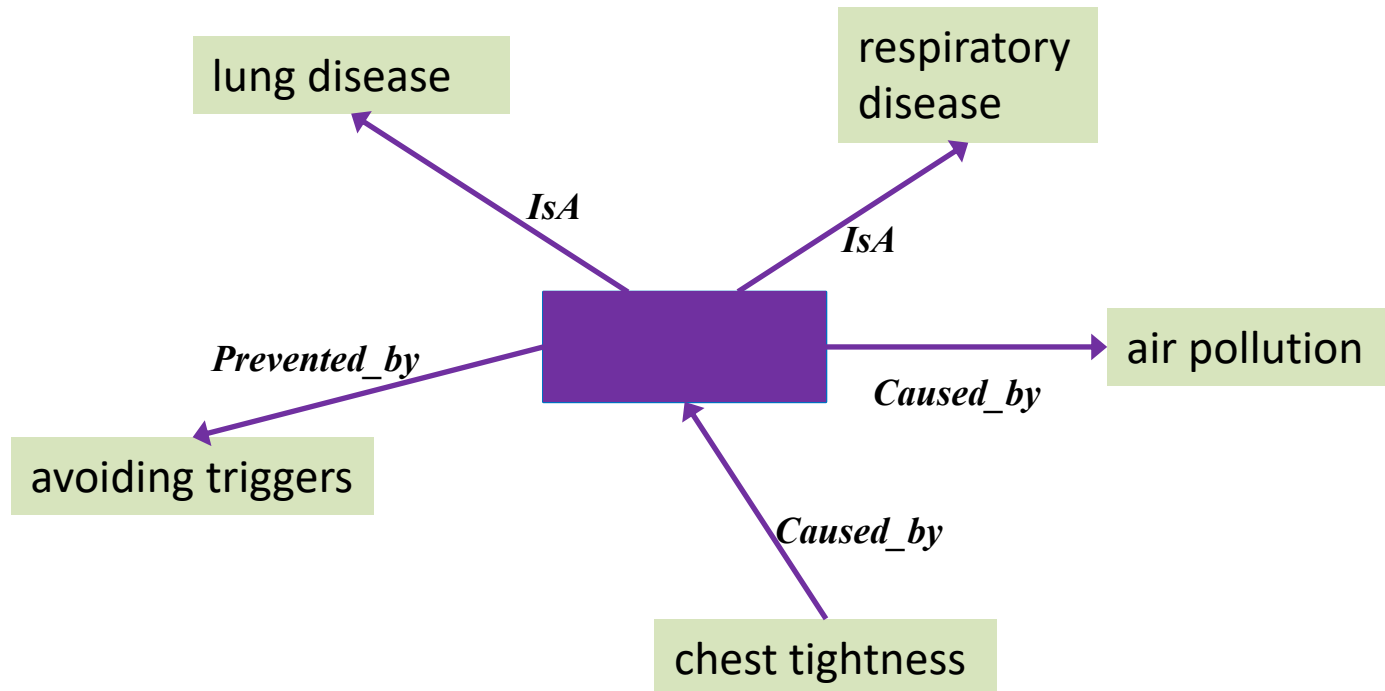 lung disease
respiratory
disease
IsA
IsA
Prevented_by
air pollution
Caused_by
avoiding triggers
Caused_by
chest tightness